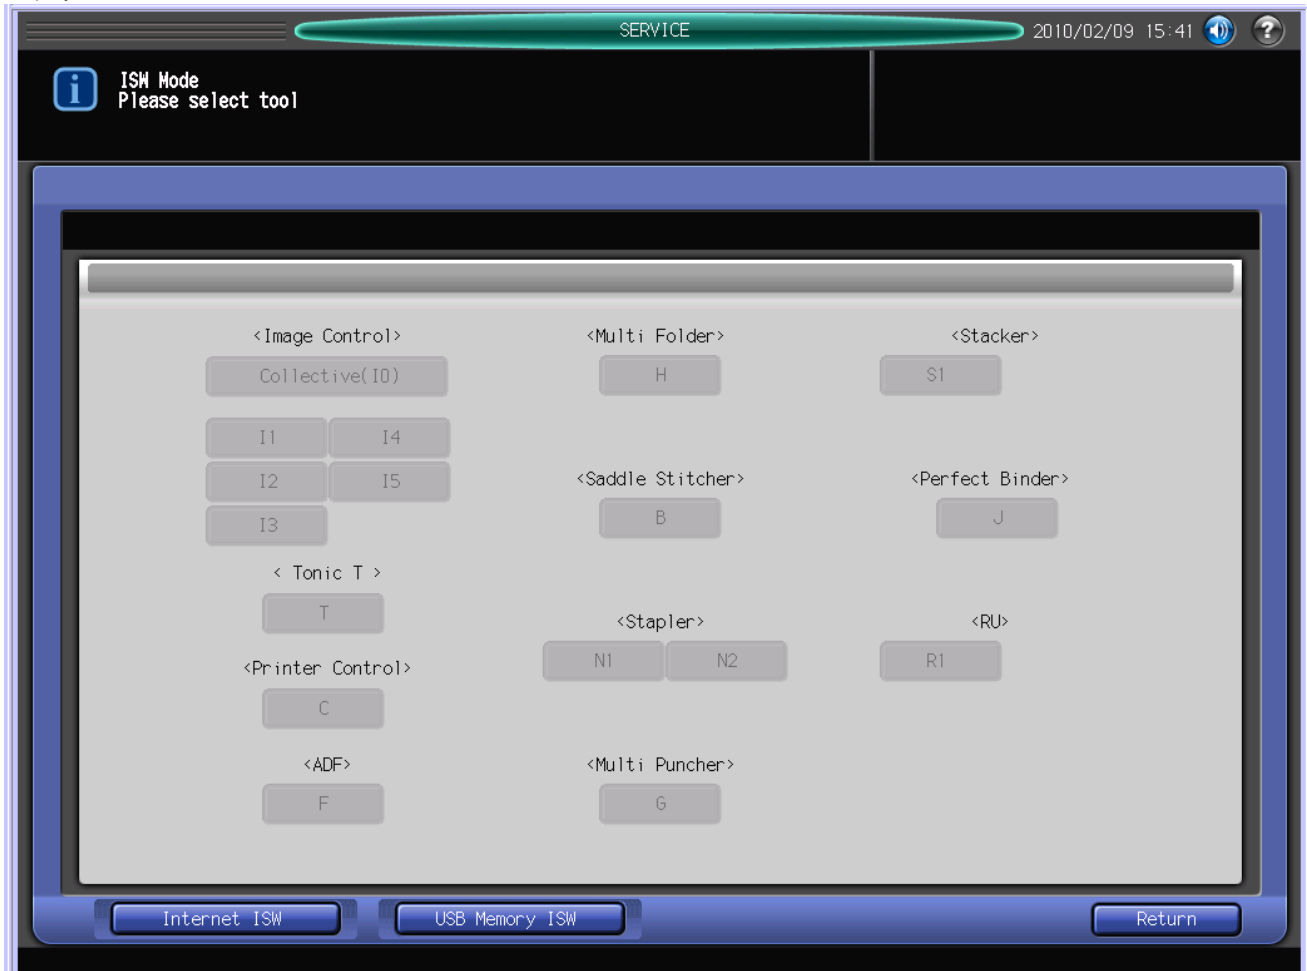 SERVICE
2010/02/09 15:41
?
i
ISW Mode
Please select tool
<Image Control>
Collective(I0)
I1 I4
I2 I5
I3
< Tonic T >
T
<Printer Control>
C
<ADF>
F
<Multi Folder>
H
<Saddle Stitcher>
B
<Stapler>
N1 N2
<Multi Puncher>
G
<Stacker>
S1
<Perfect Binder>
J
<RU>
R1
Internet ISW
USB Memory ISW
Return